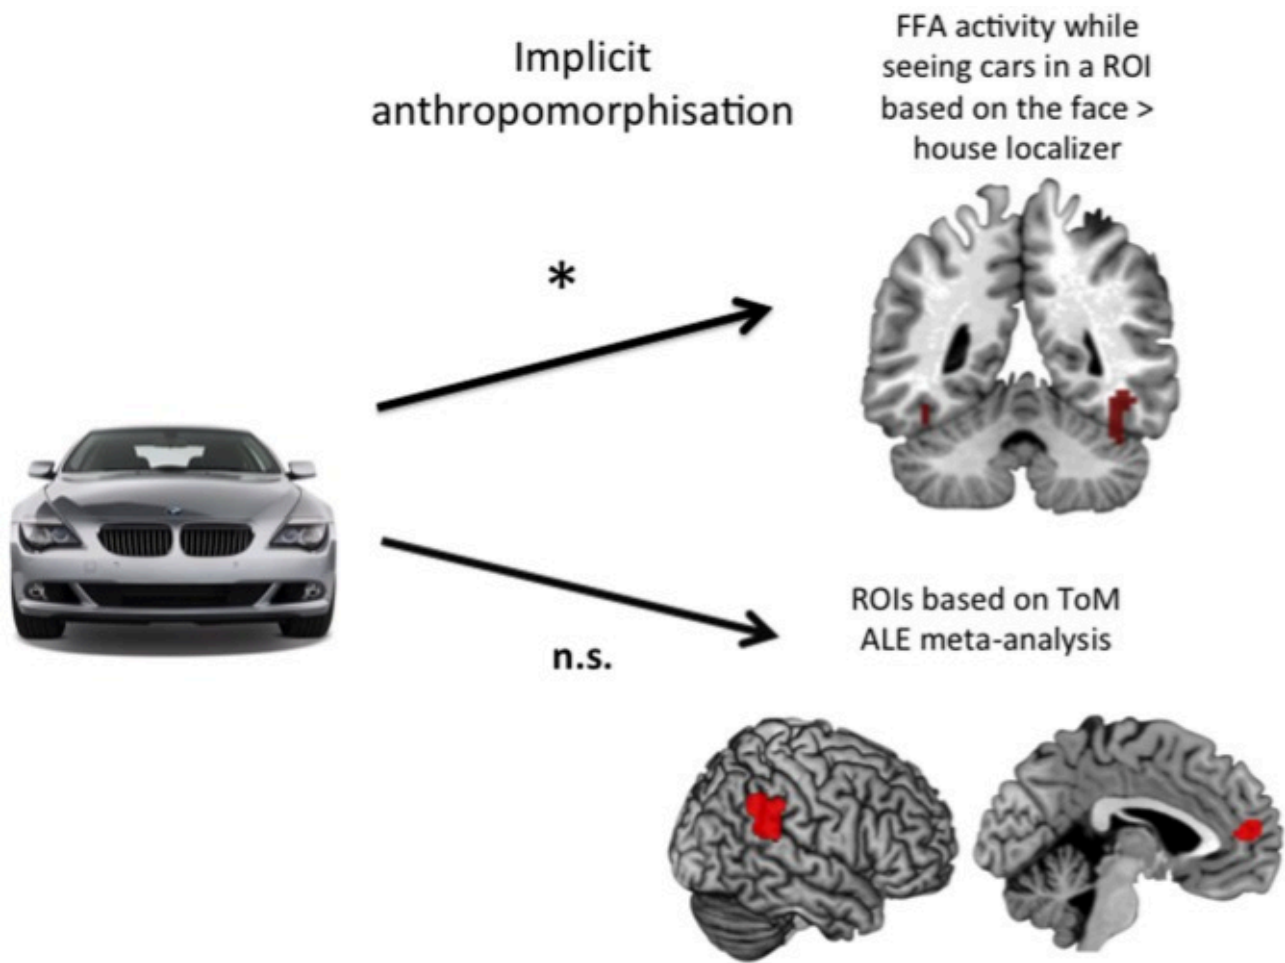 Implicit
anthropomorphisation
FFA activity while
seeing cars in a ROI
based on the face >
house localizer
*
n.s.
ROIs based on ToM
ALE meta-analysis